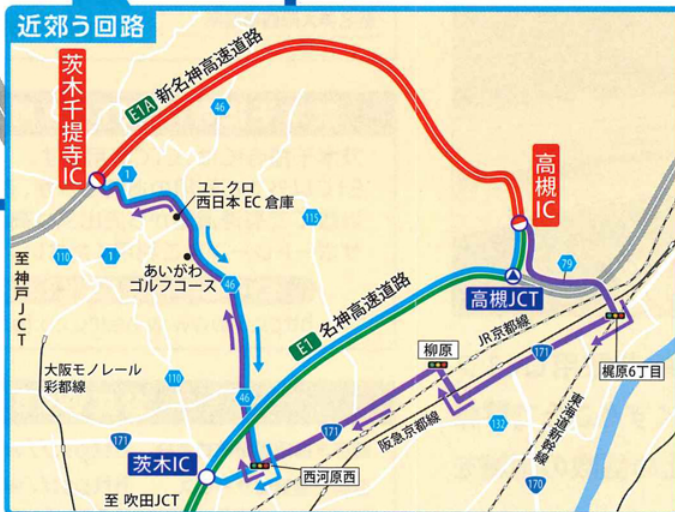 近郊う回路
茨木千提寺IC
E1A 新名神高速道路
46
1
ユニクロ
西日本 EC 倉庫
115
高槻IC
79
110
1
あいがわ
ゴルフコース
46
至 神戸JCT
高槻JCT
E1 名神高速道路
JR京都線
柳原
171
梶原6丁目
大阪モノレール
彩都線
110
46
171
阪急京都線
132
東海道新幹線
171
茨木IC
西河原西
170
至 吹田JCT